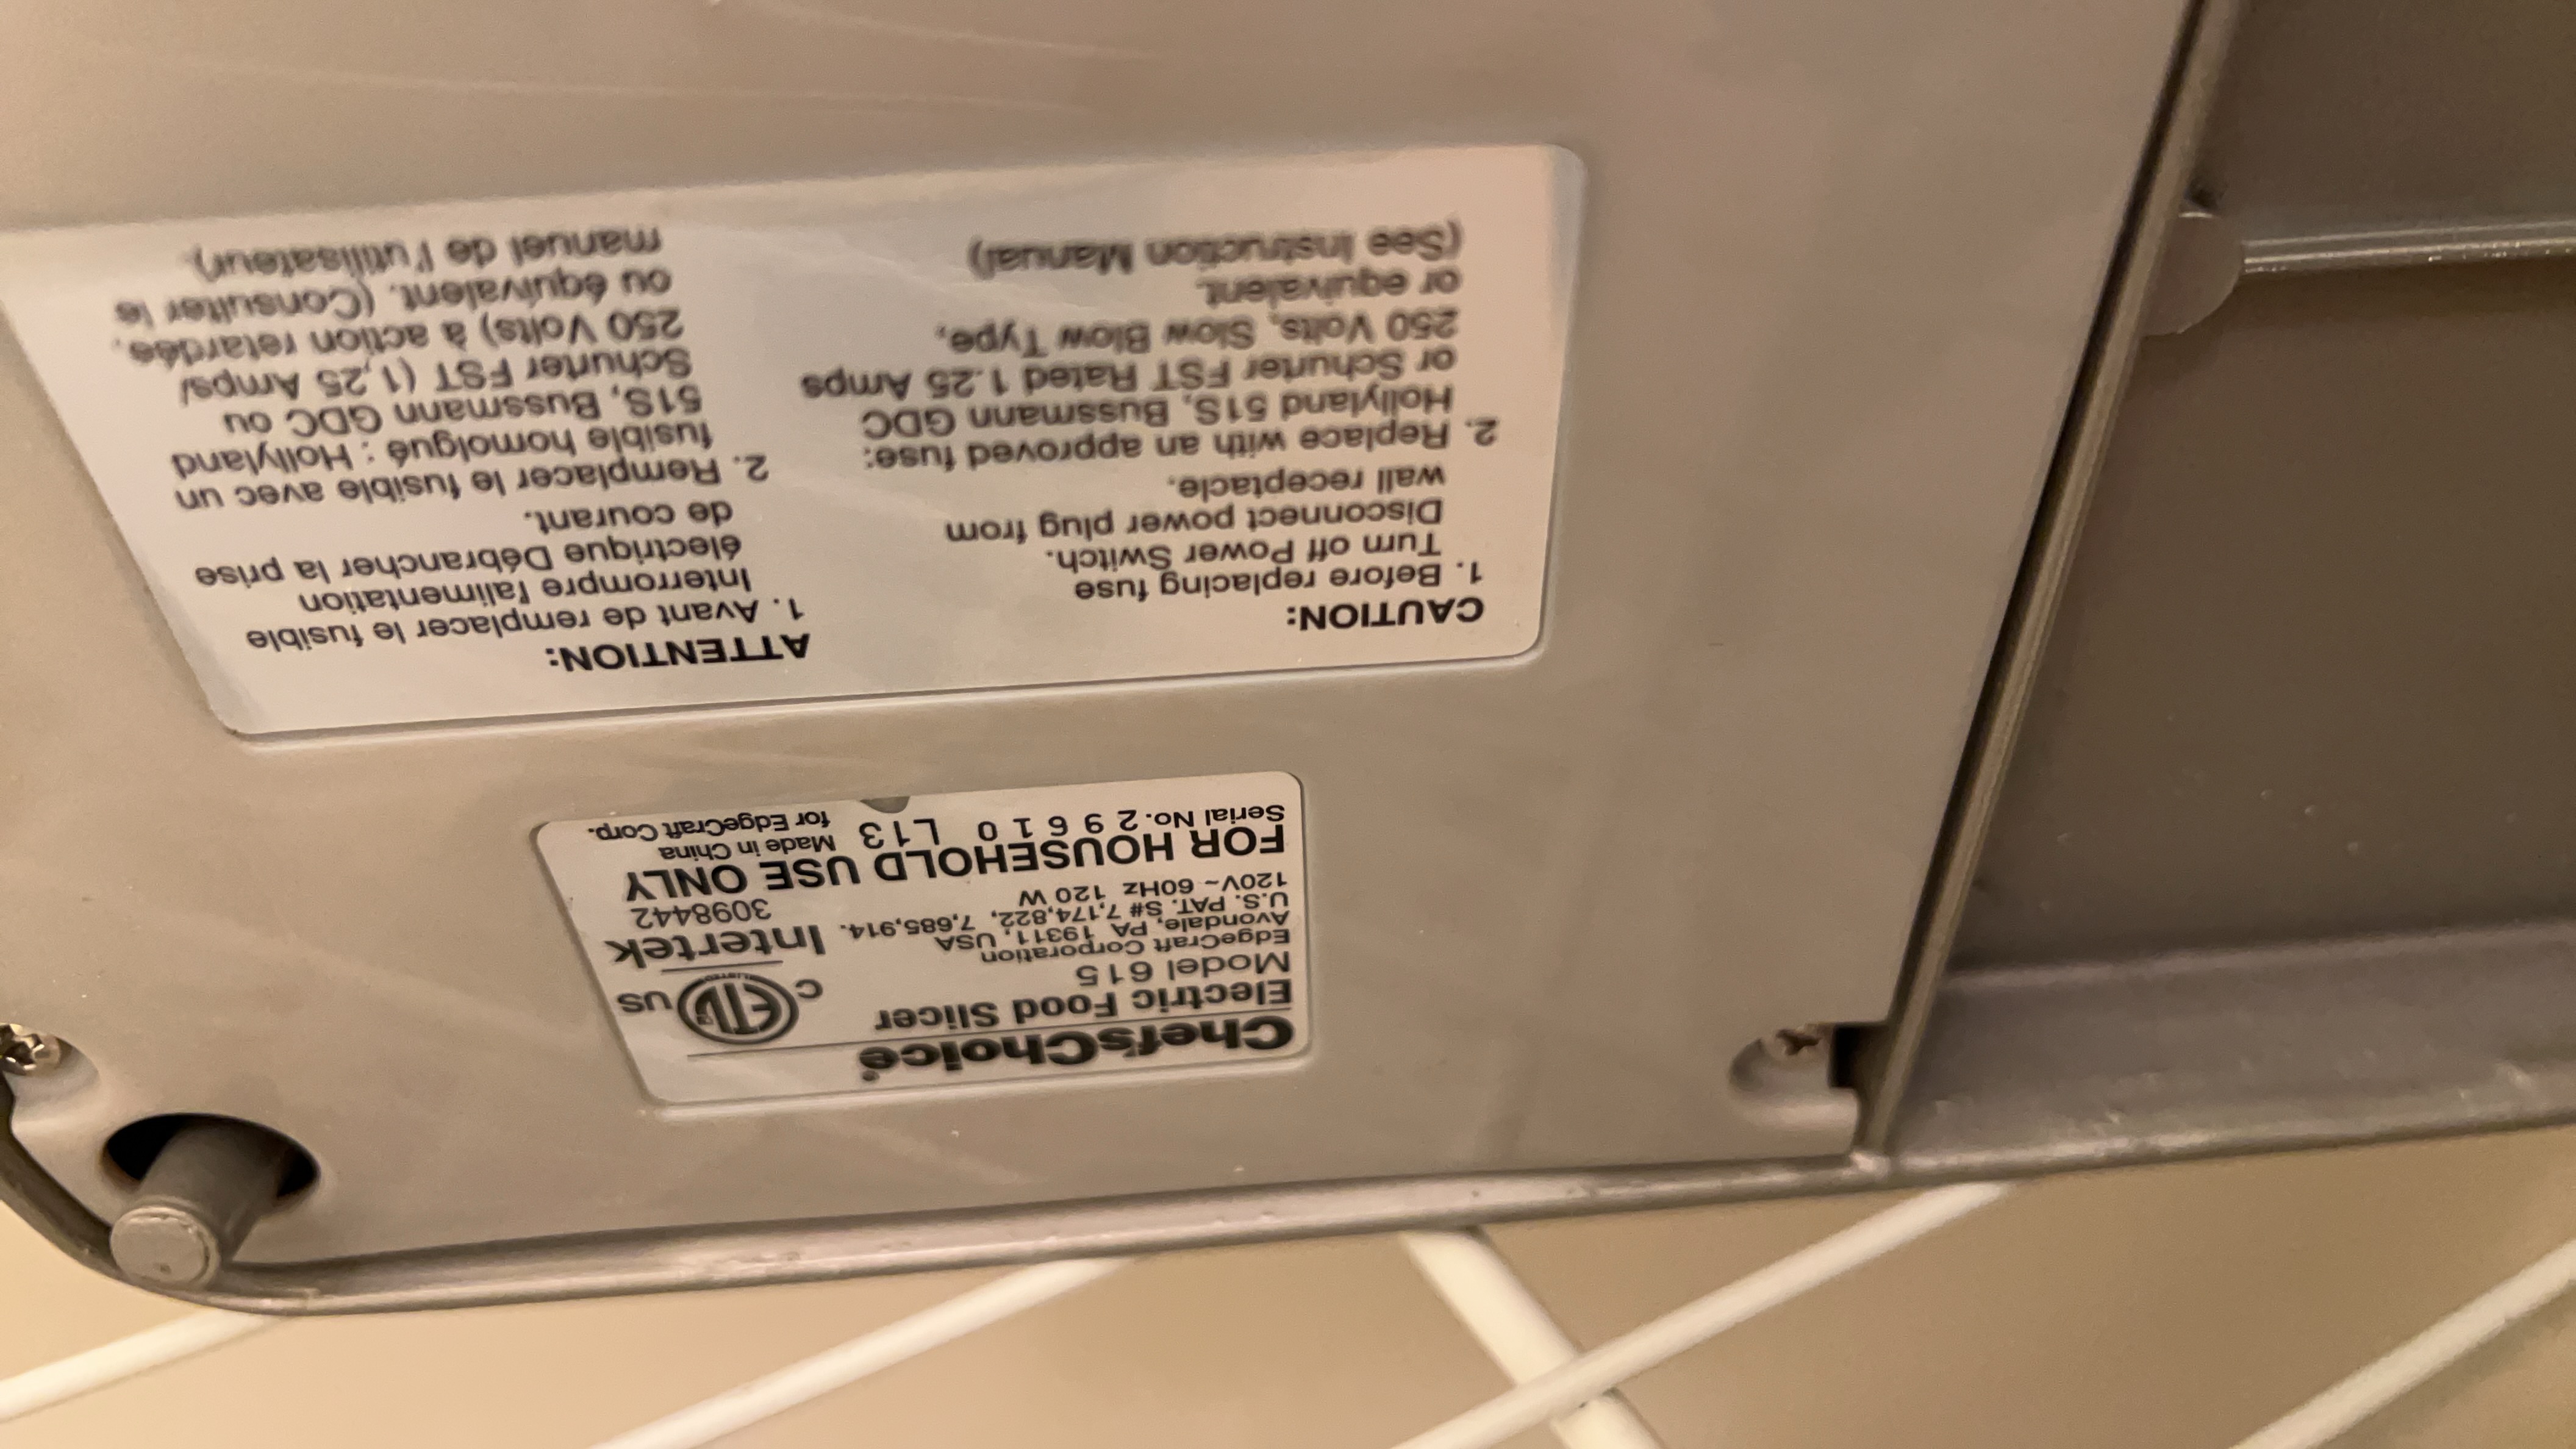 Chef'sChoice®
Electric Food Slicer
Model 615
EdgeCraft Corporation
Avondale, PA 19311, USA
U.S. PAT. S# 7,174,822, 7,685,914.
120V~ 60Hz 120 W
C ETL US
LISTED
Intertek
3098442
FOR HOUSEHOLD USE ONLY
Serial No. 29610 L13
Made in China
for EdgeCraft Corp.
CAUTION:
1. Before replacing fuse
Turn off Power Switch.
Disconnect power plug from
wall receptacle.
2. Replace with an approved fuse:
Hollyland 51S, Bussmann GDC
or Schurter FST Rated 1.25 Amps
250 Volts, Slow Blow Type,
or equivalent.
(See Instruction Manual)
ATTENTION:
1. Avant de remplacer le fusible
Interrompre l'alimentation
électrique Débrancher la prise
de courant.
2. Remplacer le fusible avec un
fusible homolgué : Hollyland
51S, Bussmann GDC ou
Schurter FST (1,25 Amps/
250 Volts) à action retardée,
ou équivalent. (Consulter le
manuel de l'utilisateur).